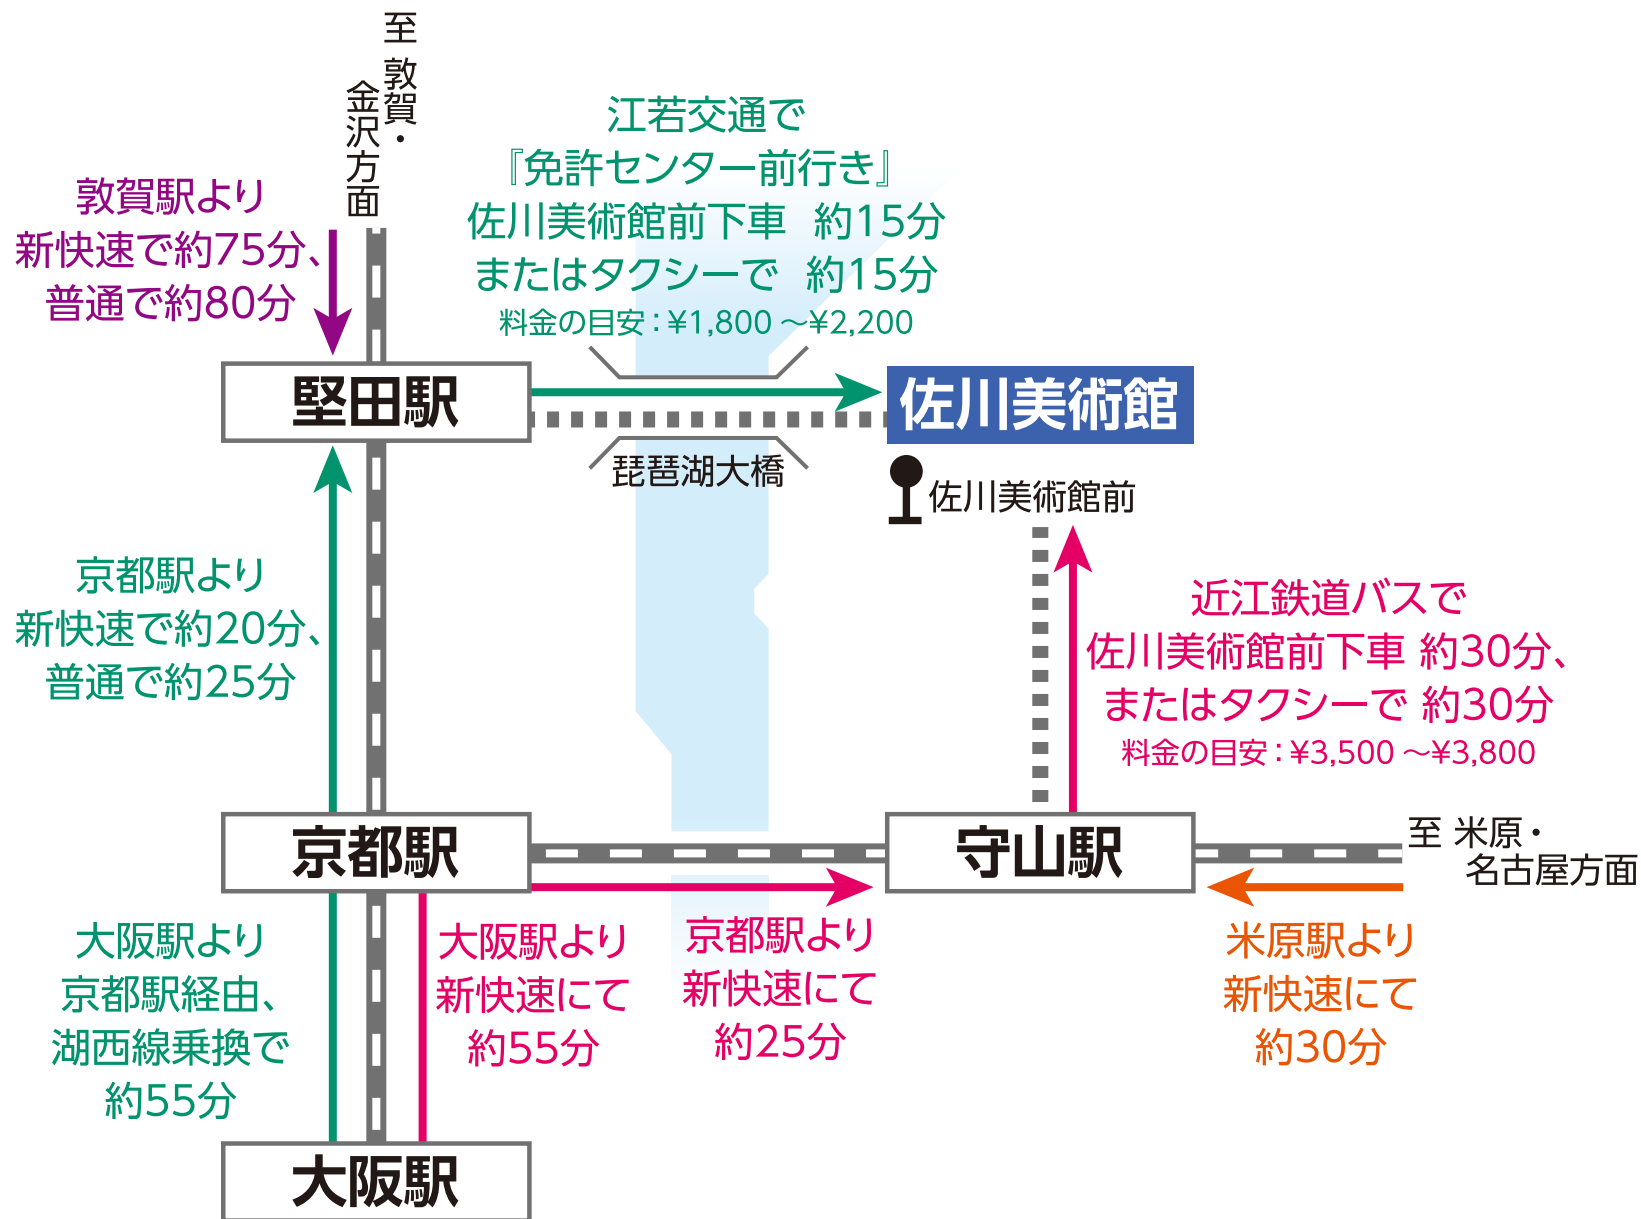 至 敦賀・
金沢方面
敦賀駅より
新快速で約75分、
普通で約80分
江若交通で
『免許センター前行き』
佐川美術館前下車 約15分
またはタクシーで 約15分
料金の目安：¥1,800 ～¥2,200
堅田駅
佐川美術館
琵琶湖大橋
佐川美術館前
京都駅より
新快速で約20分、
普通で約25分
近江鉄道バスで
佐川美術館前下車 約30分、
またはタクシーで 約30分
料金の目安：¥3,500 ～¥3,800
京都駅
守山駅
至 米原・
名古屋方面
大阪駅より
京都駅経由、
湖西線乗換で
約55分
大阪駅より
新快速にて
約55分
京都駅より
新快速にて
約25分
米原駅より
新快速にて
約30分
大阪駅